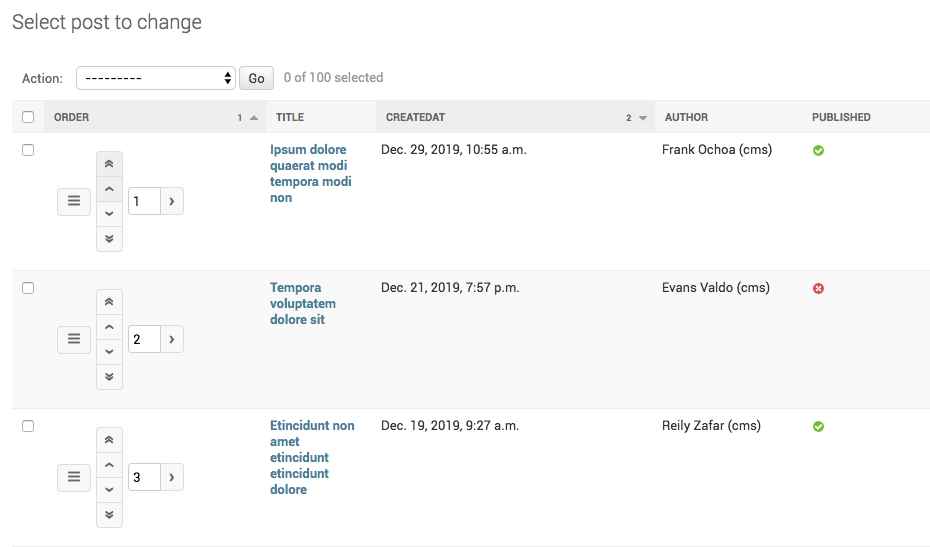 Select post to change
Action: --------- Go 0 of 100 selected
ORDER 1 TITLE CREATEDAT 2 AUTHOR PUBLISHED
Ipsum dolore Dec. 29, 2019, 10:55 a.m. Frank Ochoa (cms)
quaerat modi
tempora modi
non
1
Tempora Dec. 21, 2019, 7:57 p.m. Evans Valdo (cms)
voluptatem
dolore sit
2
Etincidunt non Dec. 19, 2019, 9:27 a.m. Reily Zafar (cms)
amet
etincidunt
etincidunt
dolore
3